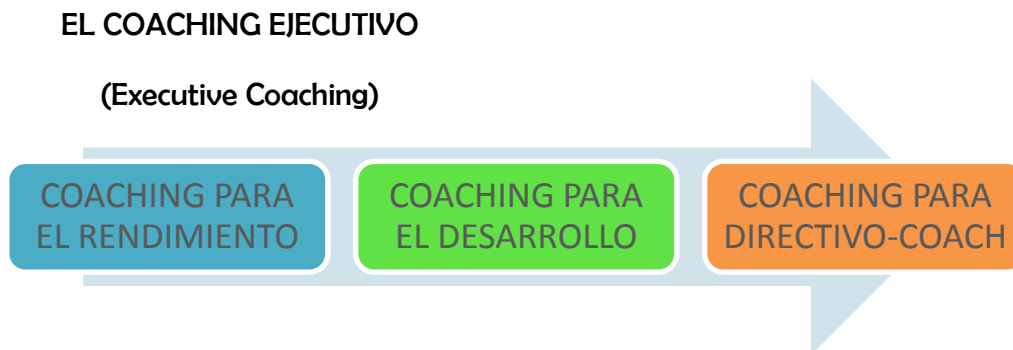 EL COACHING EJECUTIVO
(Executive Coaching)
COACHING PARA
EL RENDIMIENTO
COACHING PARA
EL DESARROLLO
COACHING PARA
DIRECTIVO-COACH